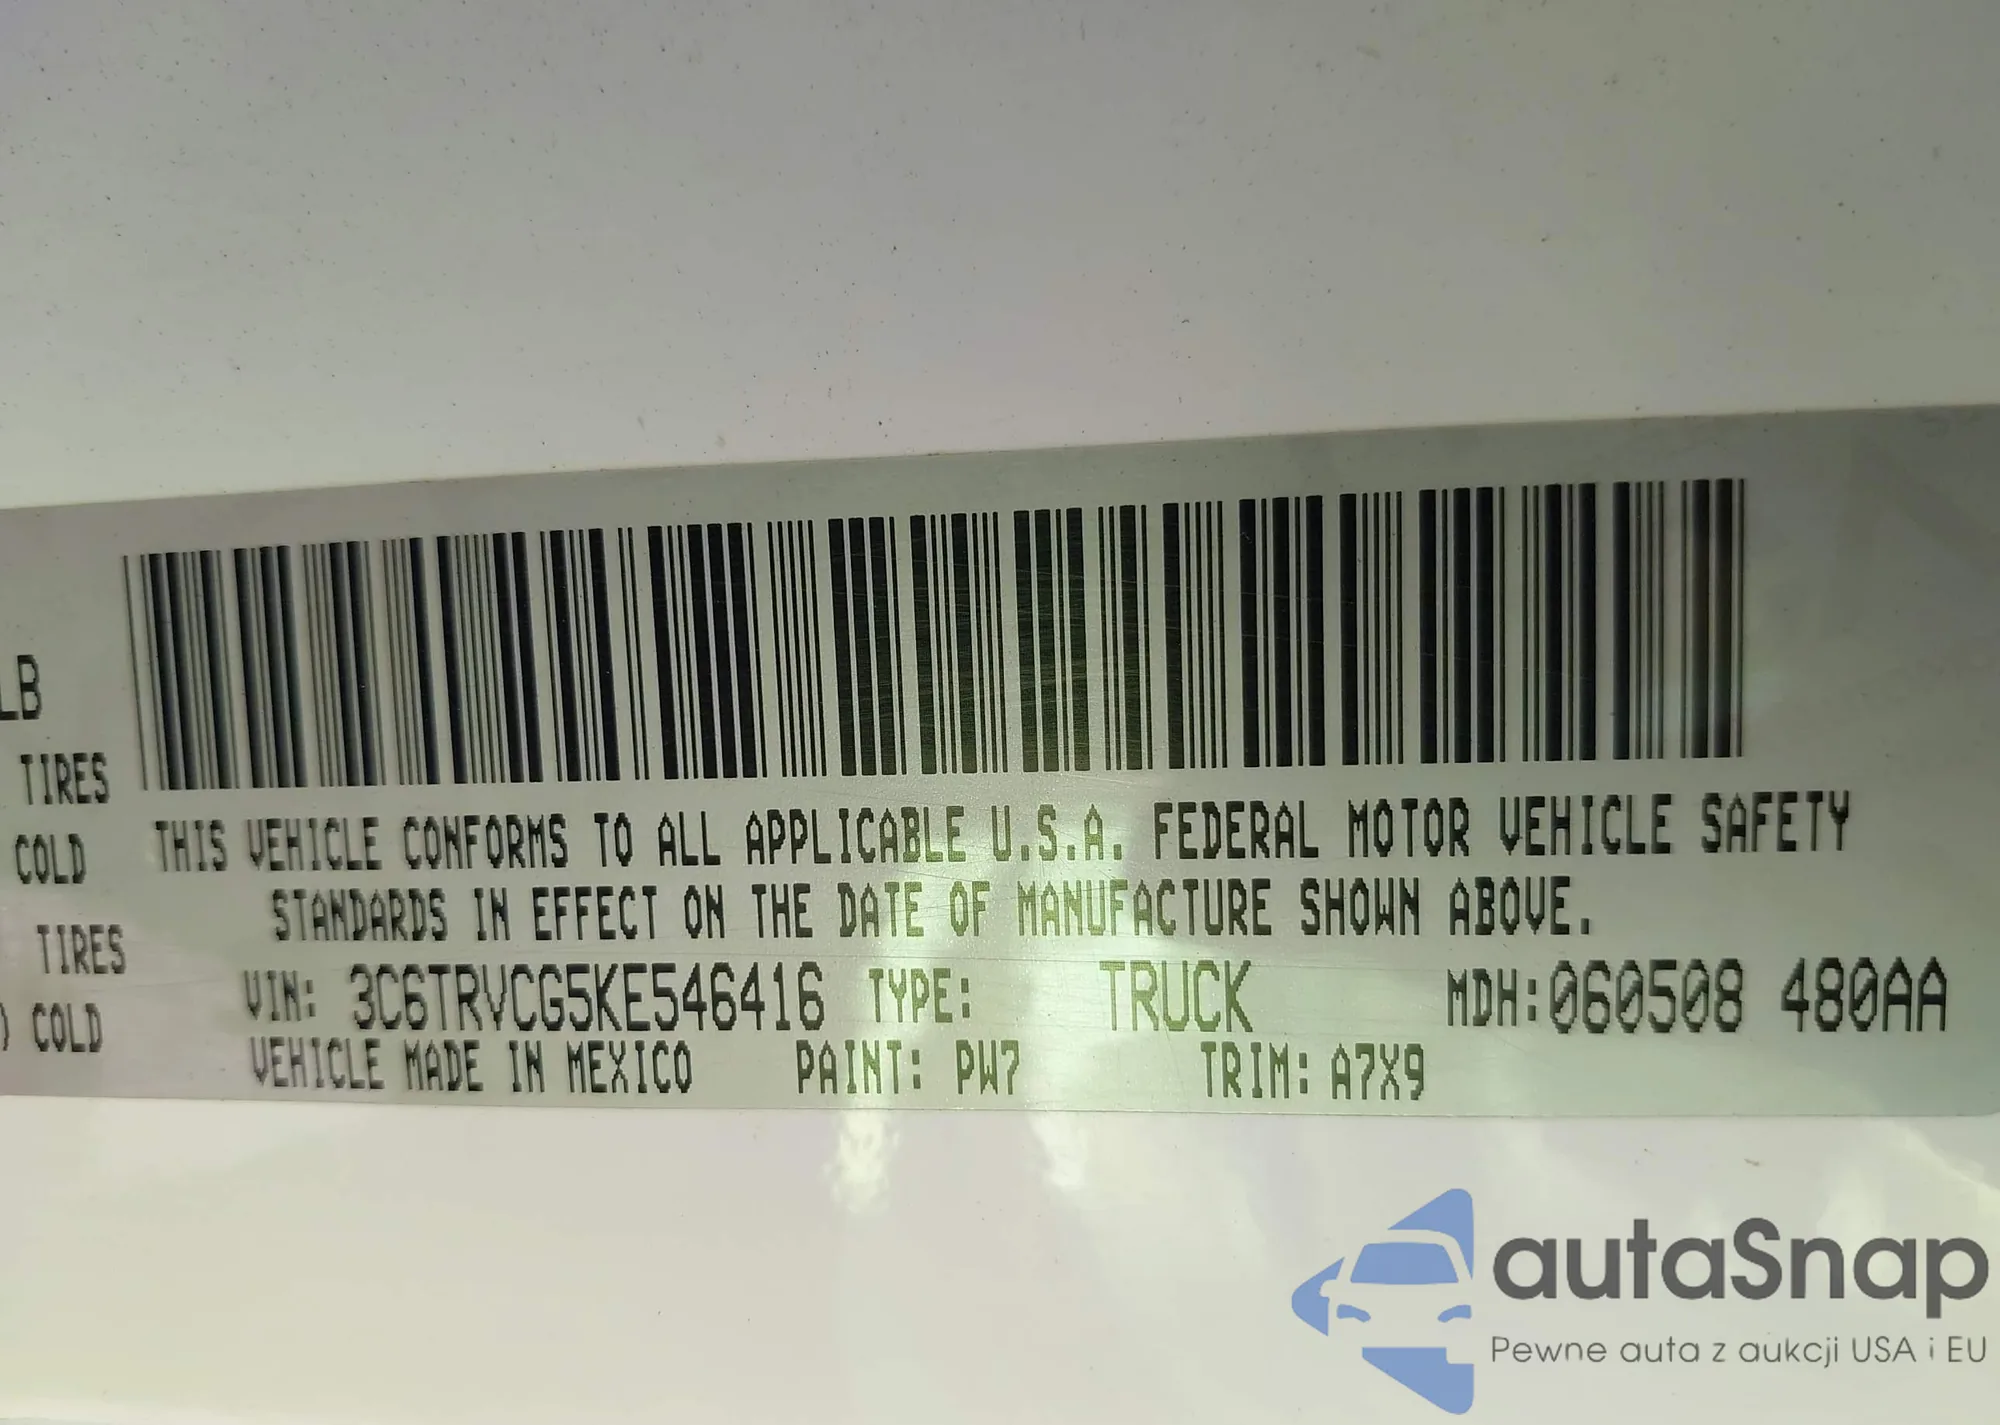 LB
TIRES
COLD
THIS VEHICLE CONFORMS TO ALL APPLICABLE U.S.A. FEDERAL MOTOR VEHICLE SAFETY
STANDARDS IN EFFECT ON THE DATE OF MANUFACTURE SHOWN ABOVE.
TIRES
) COLD
VIN: 3C6TRVCG5KE546416 TYPE: TRUCK MDH:060508 480AA
VEHICLE MADE IN MEXICO PAINT: PW7 TRIM: A7X9
autaSnap
Pewne auta z aukcji USA i EU